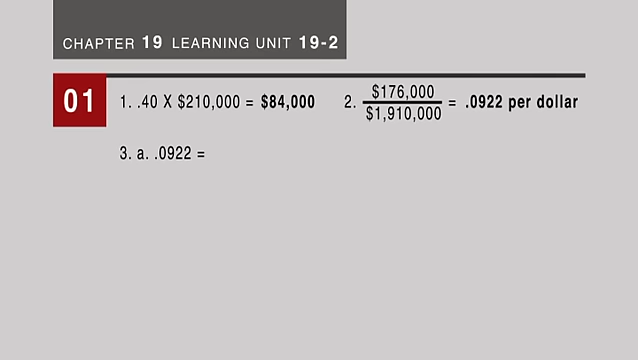 CHAPTER 19 LEARNING UNIT 19-2
01
1. .40 X $210,000 = $84,000
2. $176,000
$1,910,000
= .0922 per dollar
3. a. .0922 =